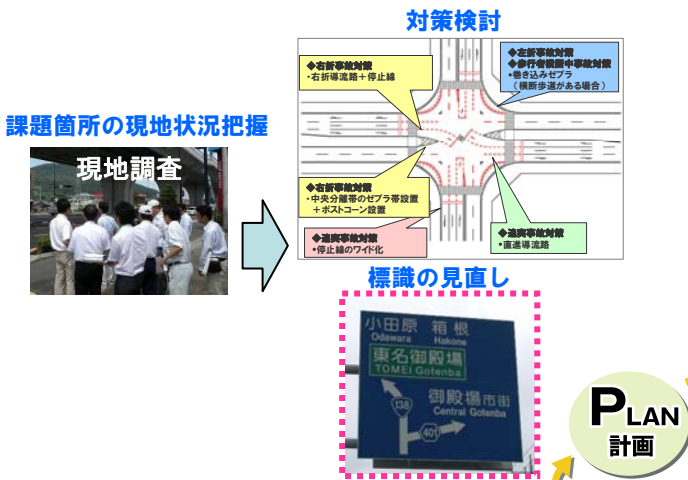 対策検討
◆右折事故対策
・右折導流路＋停止線
◆左折事故対策
◆歩行者横断中事故対策
・巻き込みゼブラ
（横断歩道がある場合）
課題箇所の現地状況把握
現地調査
◆右折事故対策
・中央分離帯のゼブラ帯設置
＋ポストコーン設置
◆追突事故対策
・停止線のワイド化
◆追突事故対策
・直進導流路
標識の見直し
小田原 箱根
Odawara Hakone
東名御殿場
TOMEI Gotenba
138
御殿場市街
Central Gotenba
401
PLAN
計画